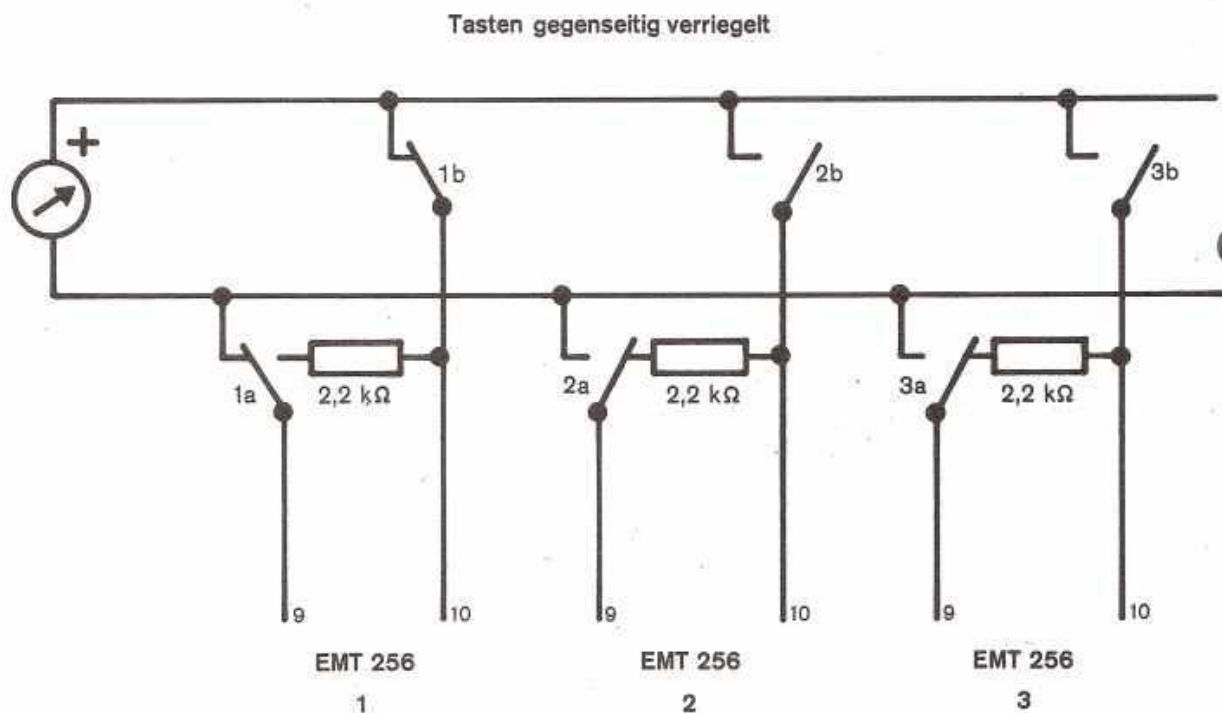 Tasten gegenseitig verriegelt
+
1b
2b
3b
1a
2,2 kΩ
2a
2,2 kΩ
3a
2,2 kΩ
9
10
9
10
9
10
EMT 256
EMT 256
EMT 256
1
2
3